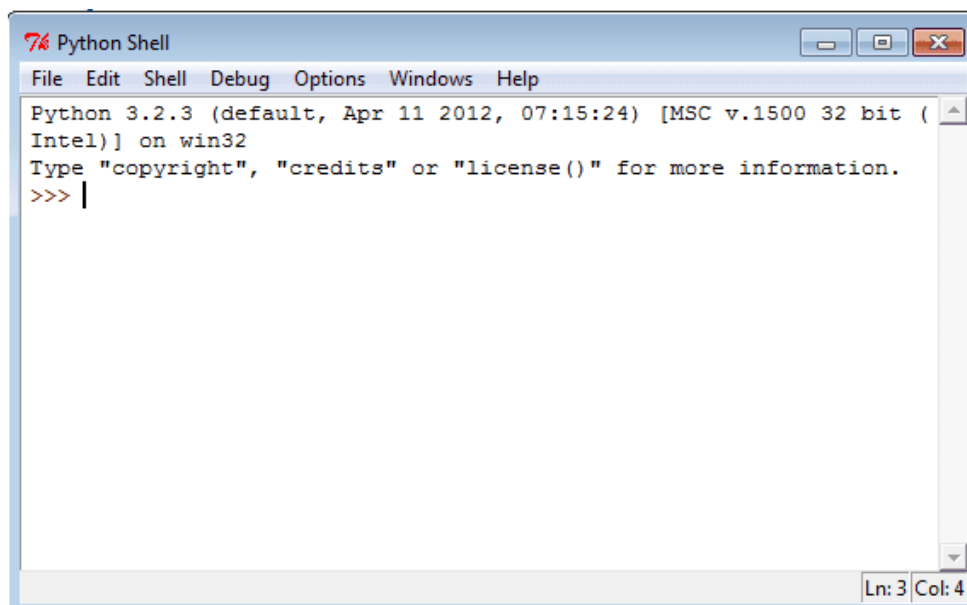 Python Shell
File Edit Shell Debug Options Windows Help
Python 3.2.3 (default, Apr 11 2012, 07:15:24) [MSC v.1500 32 bit (
Intel)] on win32
Type "copyright", "credits" or "license()" for more information.
>>>
Ln: 3 Col: 4